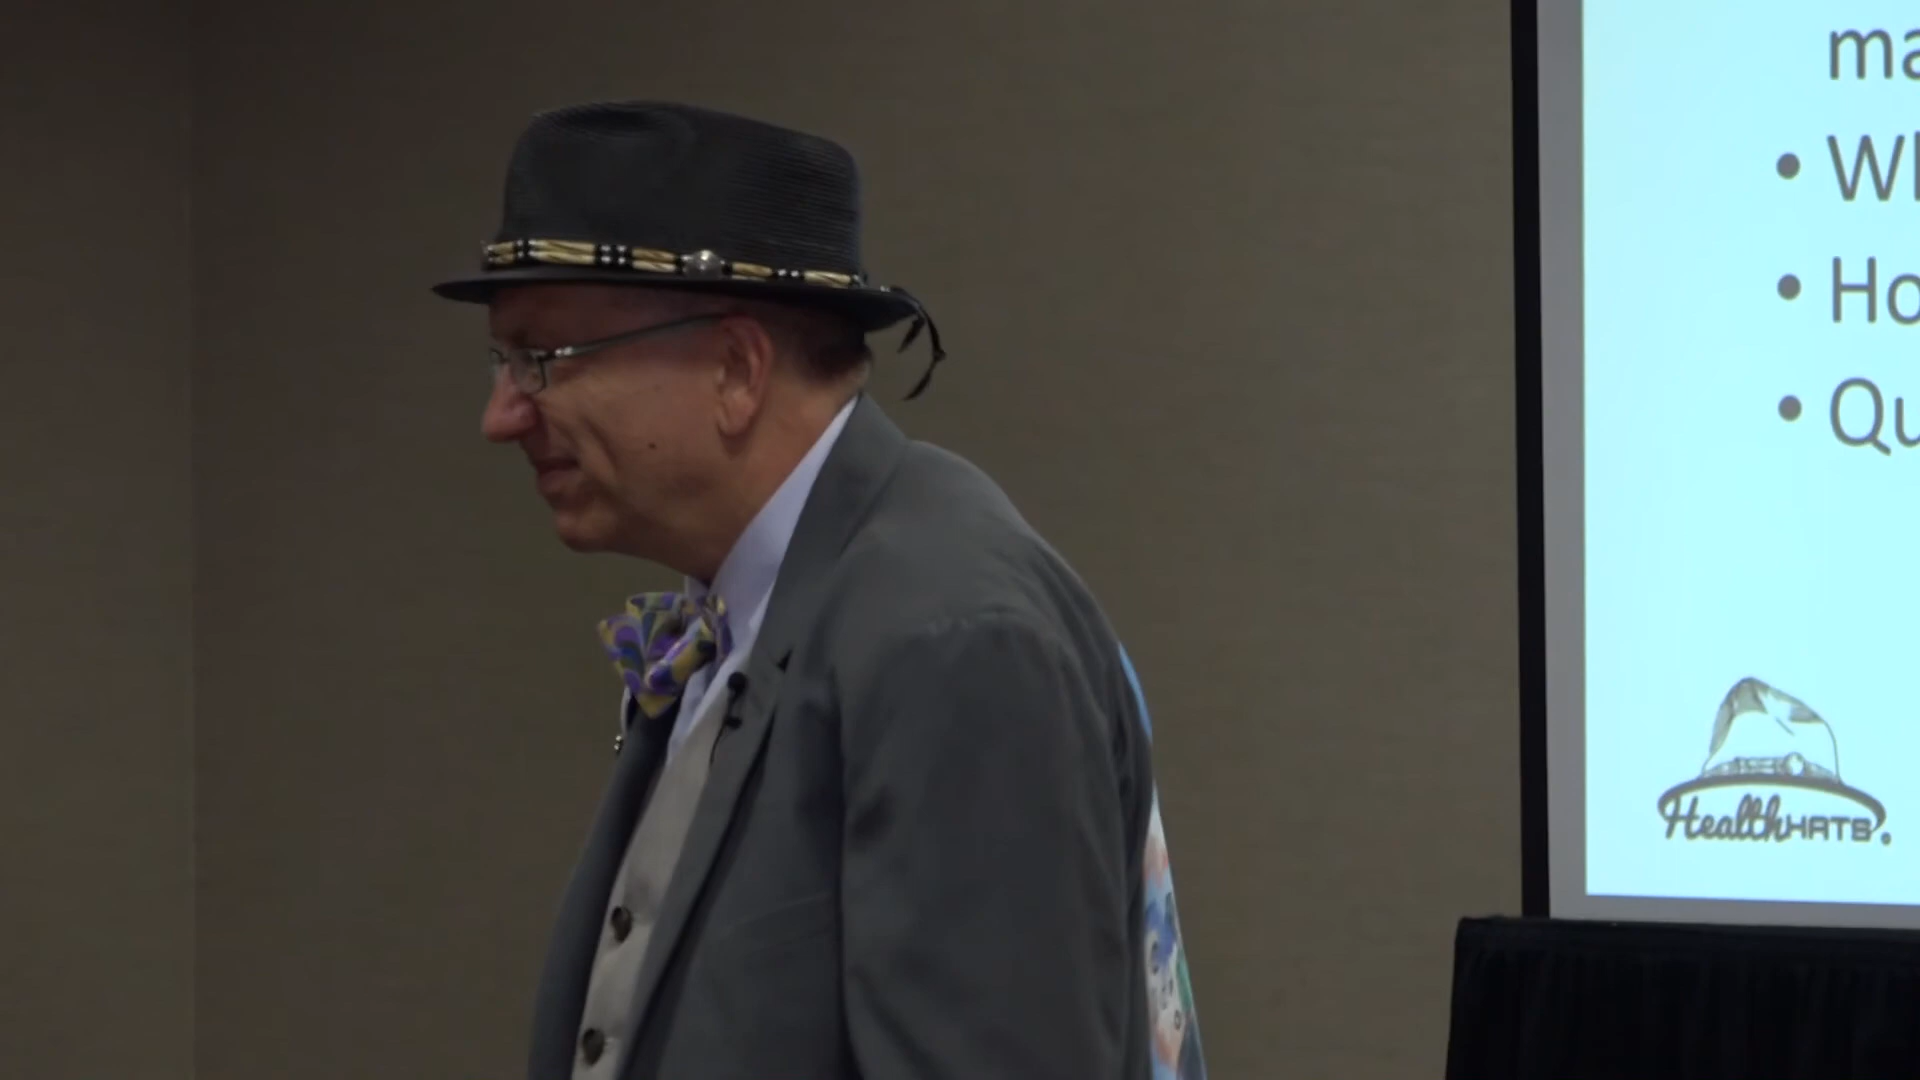 ma
• Wh
• Ho
• Qu
HealthHATS.